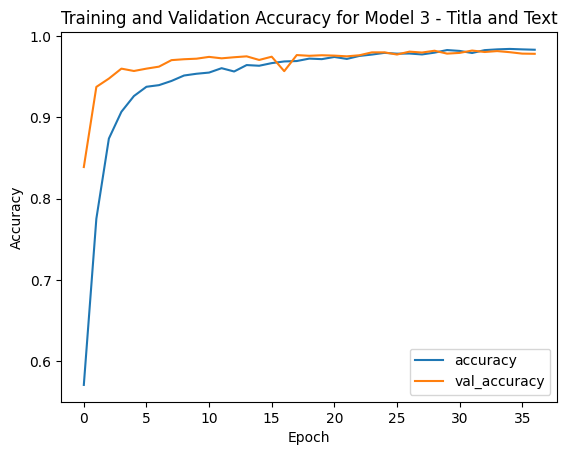 Training and Validation Accuracy for Model 3 - Titla and Text
1.0
0.9
0.8
0.7
0.6
Accuracy
0 5 10 15 20 25 30 35
Epoch
accuracy
val_accuracy